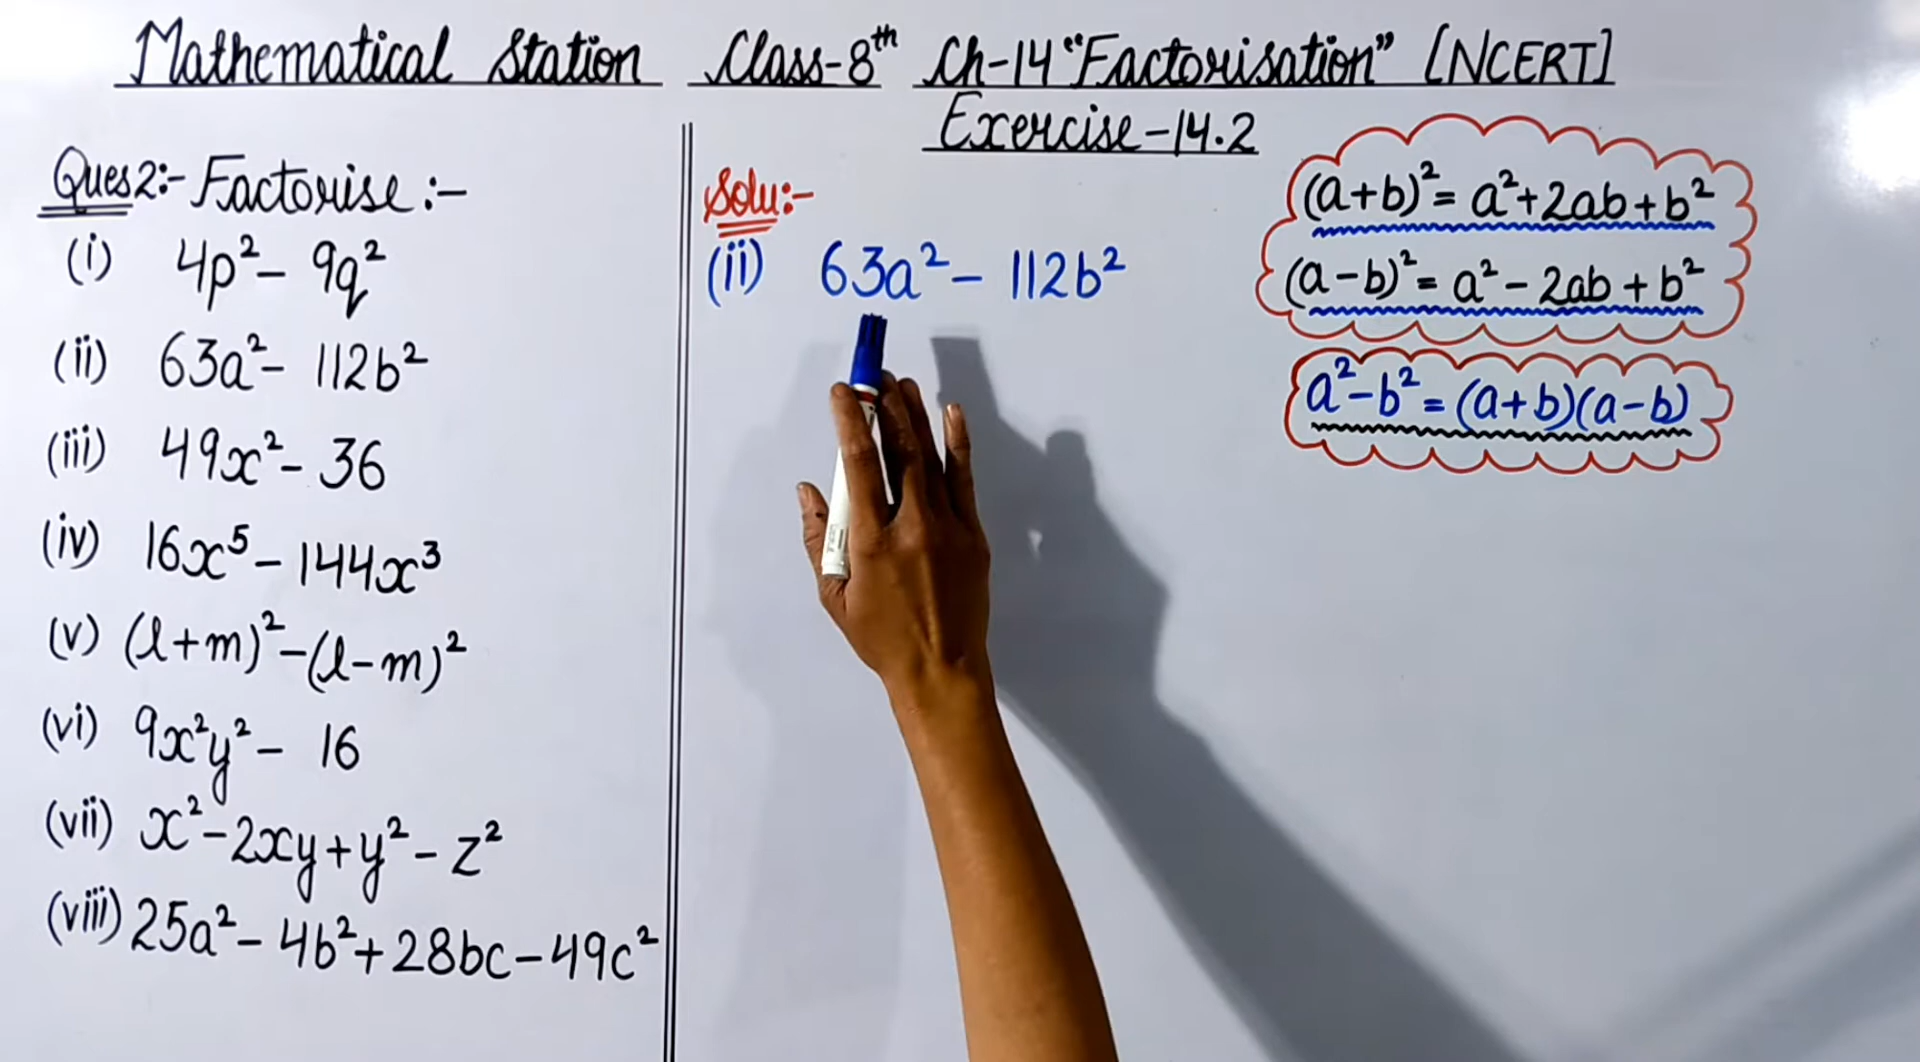 Mathematical Station Class-8th Ch-14 "Factorisation" [NCERT]
Exercise-14.2
Ques2:- Factorise:-
(i) 4p²- 9q²
(ii) 63a²- 112b²
(iii) 49x²- 36
(iv) 16x⁵- 144x³
(v) (l+m)²-(l-m)²
(vi) 9x²y²- 16
(vii) x²-2xy+y²-z²
(viii) 25a²- 4b²+28bc-49c²
Solu:-
(ii) 63a²- 112b²
(a+b)²= a²+2ab+b²
(a-b)²= a²-2ab+b²
a²-b²= (a+b)(a-b)